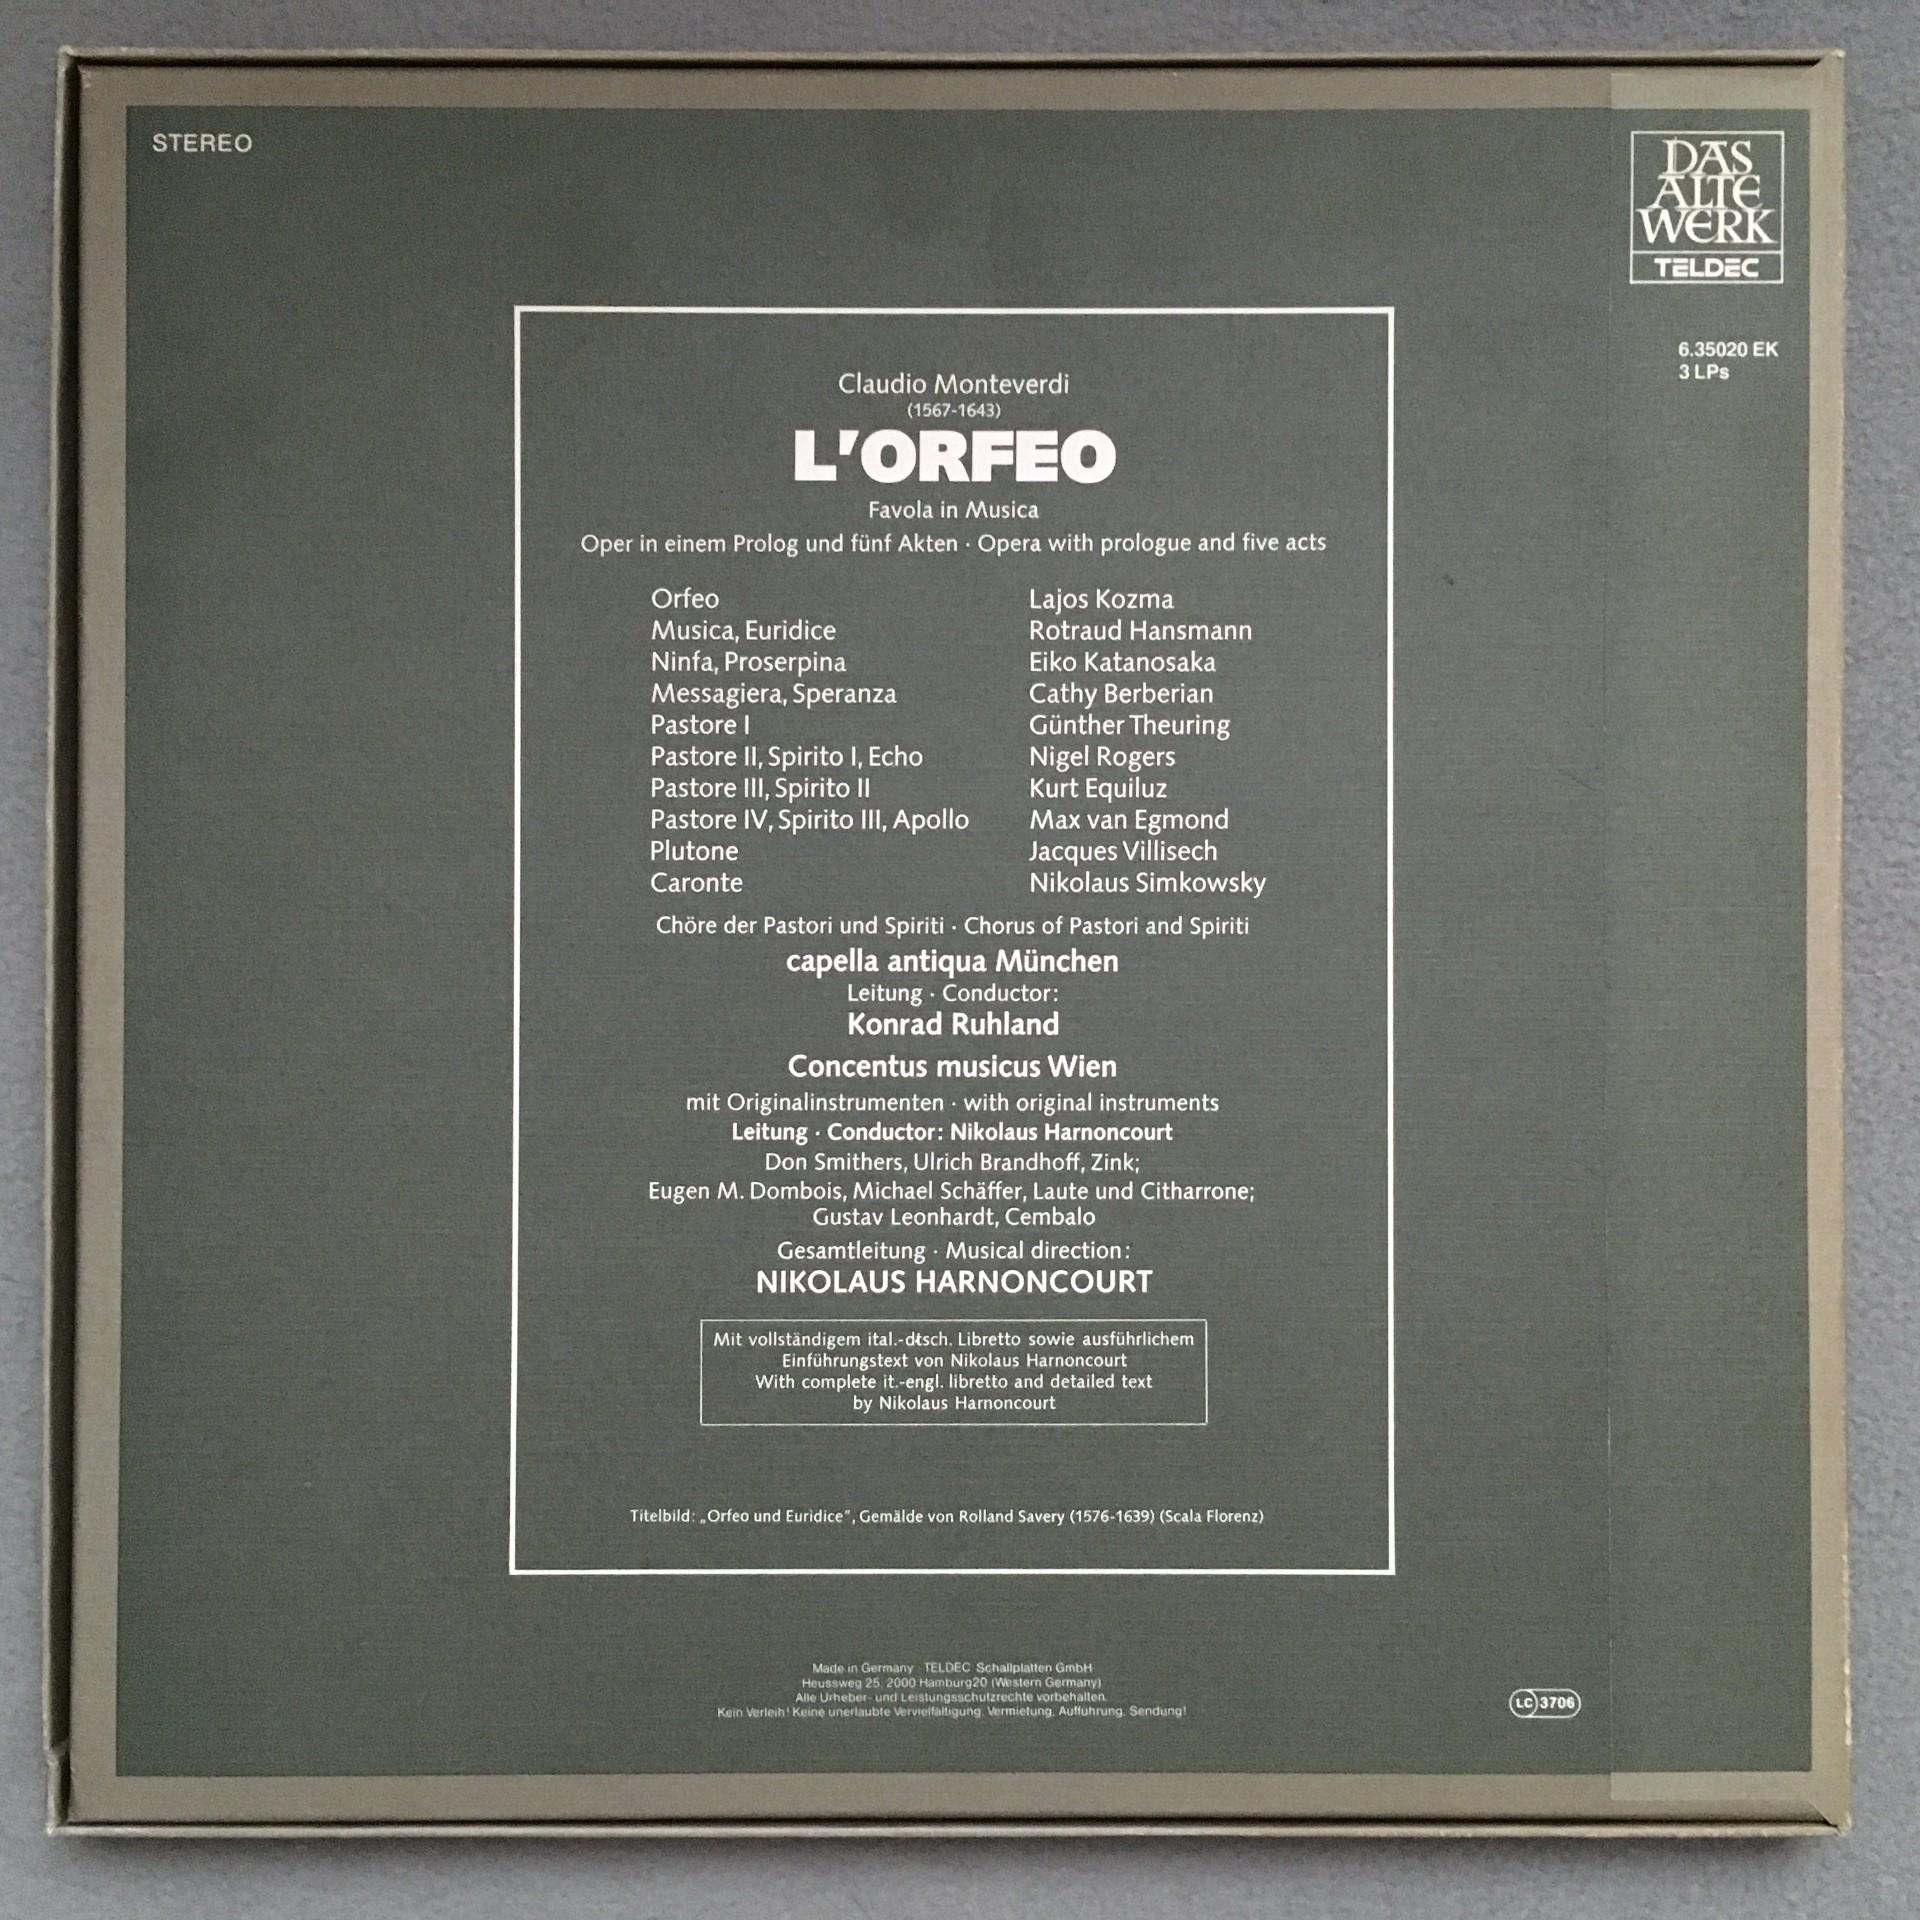 STEREO
DAS
ALTE
WERK
TELDEC
6.35020 EK
3 LPs
Claudio Monteverdi
(1567-1643)
L'ORFEO
Favola in Musica
Oper in einem Prolog und fünf Akten · Opera with prologue and five acts
Orfeo Lajos Kozma
Musica, Euridice Rotraud Hansmann
Ninfa, Proserpina Eiko Katanosaka
Messagiera, Speranza Cathy Berberian
Pastore I Günther Theuring
Pastore II, Spirito I, Echo Nigel Rogers
Pastore III, Spirito II Kurt Equiluz
Pastore IV, Spirito III, Apollo Max van Egmond
Plutone Jacques Villisech
Caronte Nikolaus Simkowsky
Chöre der Pastori und Spiriti · Chorus of Pastori and Spiriti
capella antiqua München
Leitung · Conductor:
Konrad Ruhland
Concentus musicus Wien
mit Originalinstrumenten · with original instruments
Leitung · Conductor: Nikolaus Harnoncourt
Don Smithers, Ulrich Brandhoff, Zink;
Eugen M. Dombois, Michael Schäffer, Laute und Citharrone;
Gustav Leonhardt, Cembalo
Gesamtleitung · Musical direction:
NIKOLAUS HARNONCOURT
Mit vollständigem ital.-dtsch. Libretto sowie ausführlichem
Einführungstext von Nikolaus Harnoncourt
With complete it.-engl. libretto and detailed text
by Nikolaus Harnoncourt
Titelbild: „Orfeo und Euridice", Gemälde von Rolland Savery (1576-1639) (Scala Florenz)
Made in Germany · TELDEC Schallplatten GmbH
Heussweg 25, 2000 Hamburg 20 (Western Germany)
Alle Urheber- und Leistungsschutzrechte vorbehalten.
Kein Verleih! Keine unerlaubte Vervielfältigung, Vermietung, Aufführung, Sendung!
LC 3706